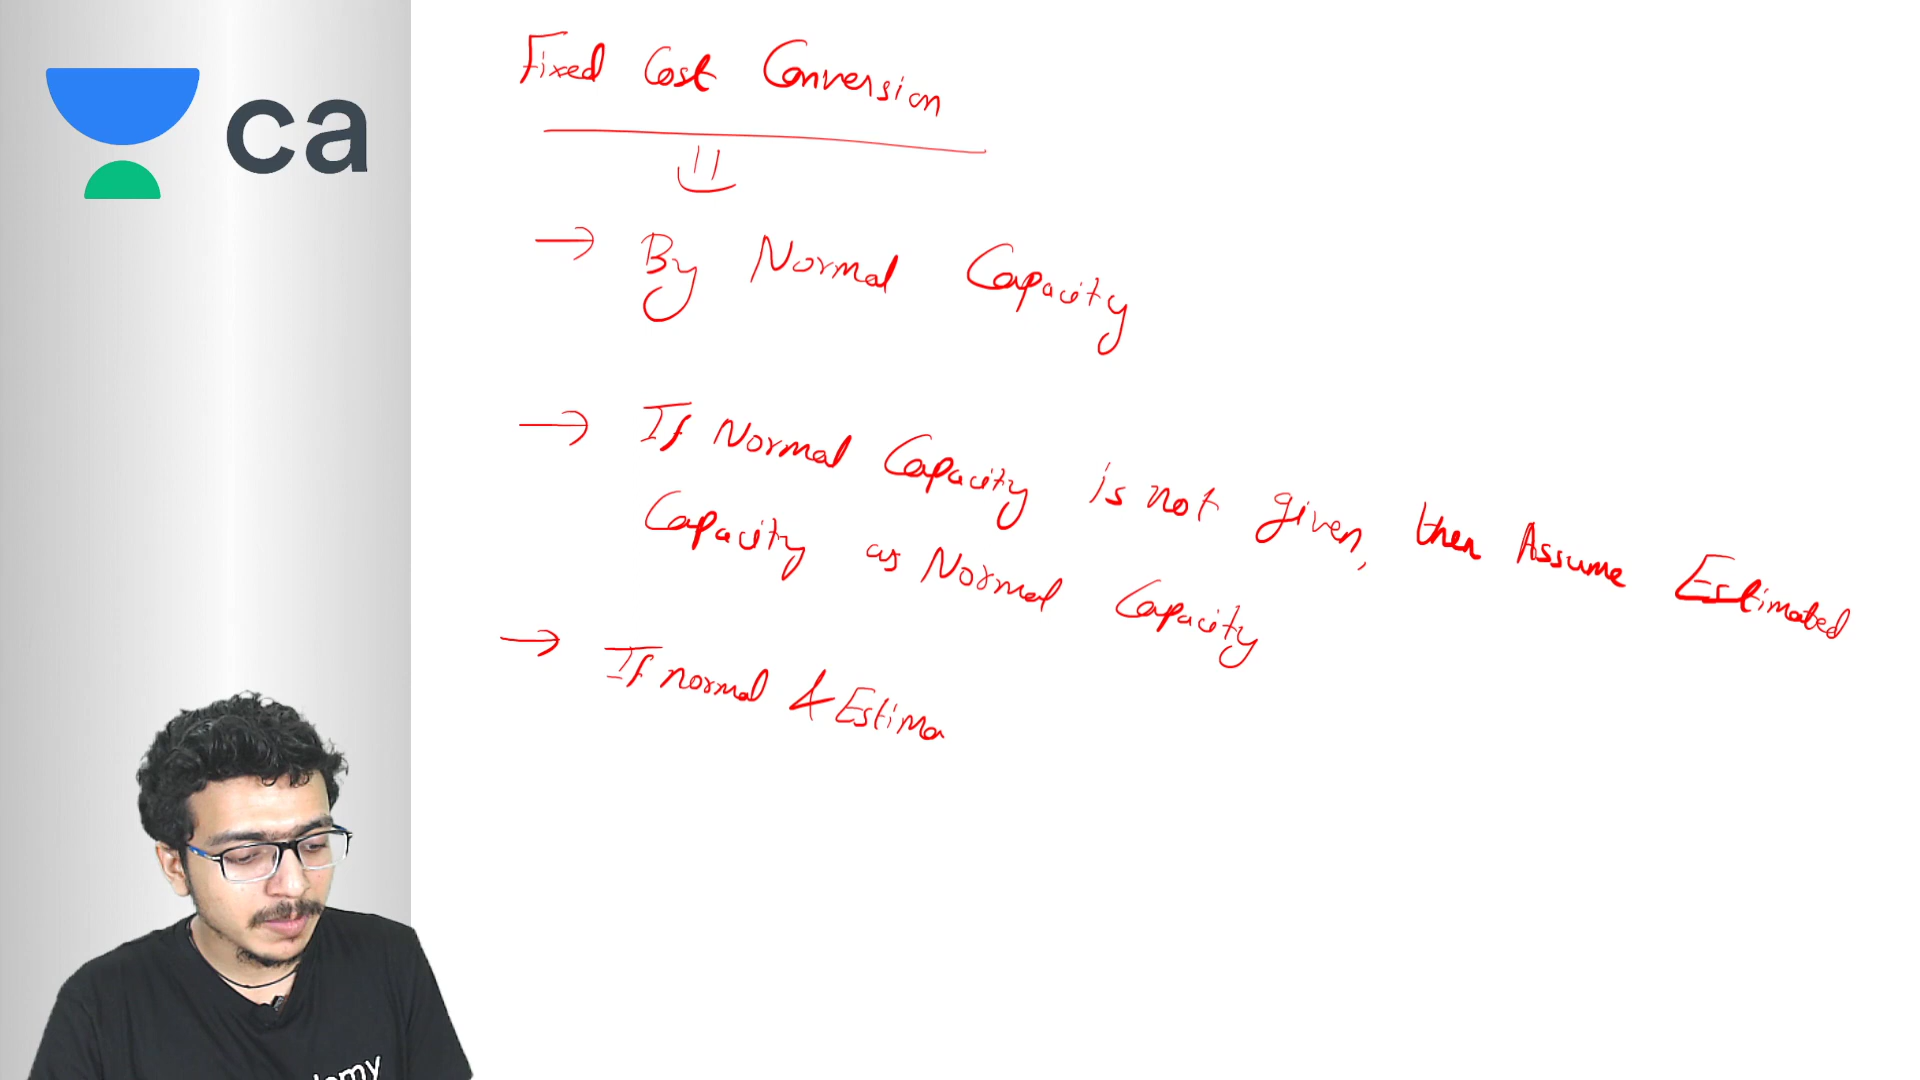 ca
Fixed Cost Conversion
→ By Normal Capacity
→ If Normal Capacity is not given, then Assume Estimated
Capacity as Normal Capacity
→ If normal & Estima